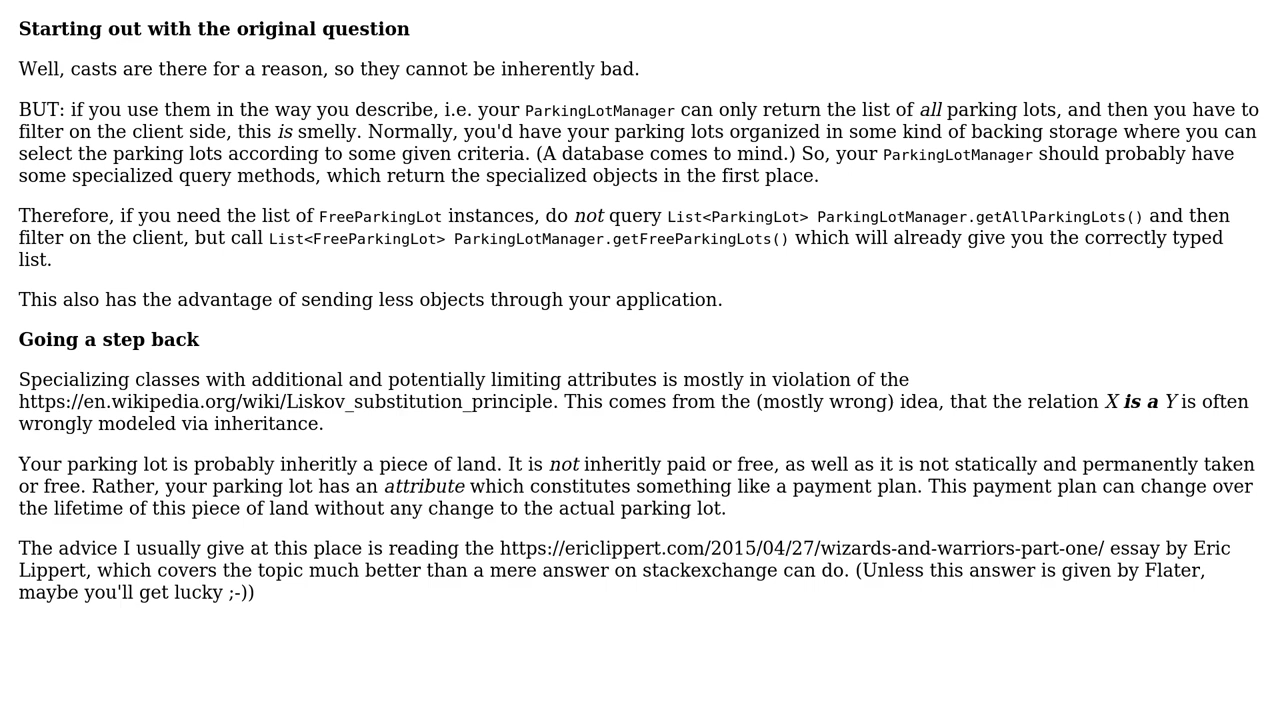 Starting out with the original question
Well, casts are there for a reason, so they cannot be inherently bad.
BUT: if you use them in the way you describe, i.e. your ParkingLotManager can only return the list of all parking lots, and then you have to
filter on the client side, this is smelly. Normally, you'd have your parking lots organized in some kind of backing storage where you can
select the parking lots according to some given criteria. (A database comes to mind.) So, your ParkingLotManager should probably have
some specialized query methods, which return the specialized objects in the first place.
Therefore, if you need the list of FreeParkingLot instances, do not query List<ParkingLot> ParkingLotManager.getAllParkingLots() and then
filter on the client, but call List<FreeParkingLot> ParkingLotManager.getFreeParkingLots() which will already give you the correctly typed
list.
This also has the advantage of sending less objects through your application.
Going a step back
Specializing classes with additional and potentially limiting attributes is mostly in violation of the
https://en.wikipedia.org/wiki/Liskov_substitution_principle. This comes from the (mostly wrong) idea, that the relation X is a Y is often
wrongly modeled via inheritance.
Your parking lot is probably inheritly a piece of land. It is not inheritly paid or free, as well as it is not statically and permanently taken
or free. Rather, your parking lot has an attribute which constitutes something like a payment plan. This payment plan can change over
the lifetime of this piece of land without any change to the actual parking lot.
The advice I usually give at this place is reading the https://ericlippert.com/2015/04/27/wizards-and-warriors-part-one/ essay by Eric
Lippert, which covers the topic much better than a mere answer on stackexchange can do. (Unless this answer is given by Flater,
maybe you'll get lucky ;-))